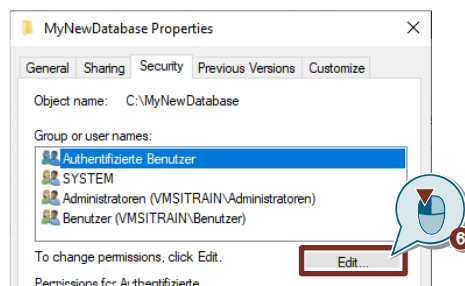 MyNewDatabase Properties
General Sharing Security Previous Versions Customize
Object name: C:\MyNewDatabase
Group or user names:
Authentifizierte Benutzer
SYSTEM
Administratoren (VMSITRAIN\Administratoren)
Benutzer (VMSITRAIN\Benutzer)
To change permissions, click Edit.
Edit...
6
Permissions for Authentifizierte